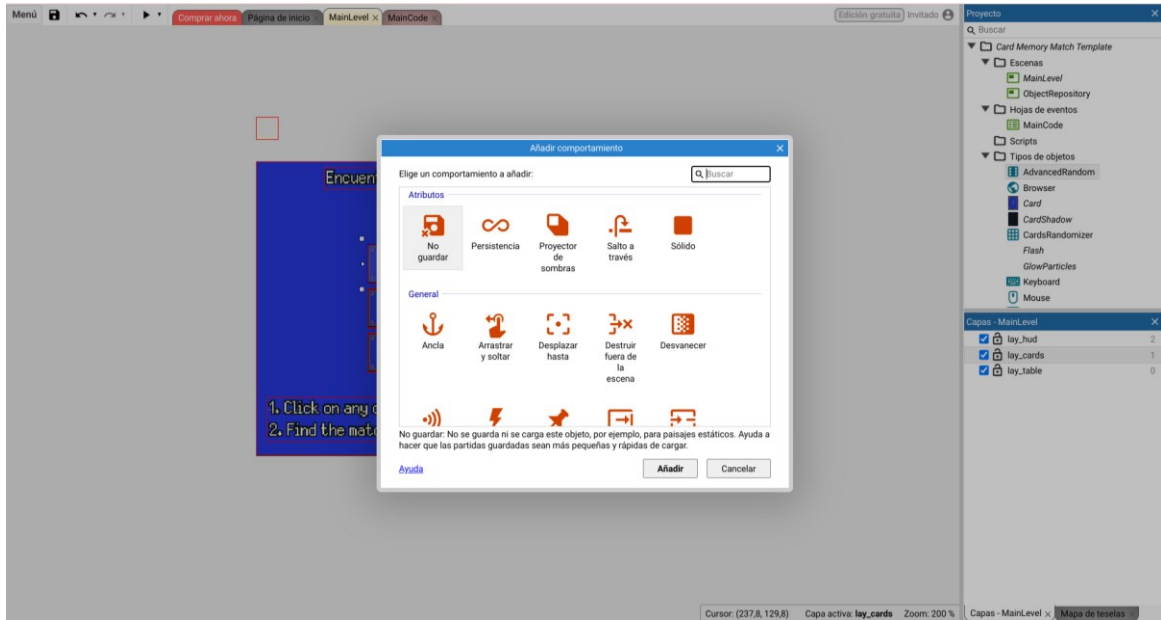 Menú
Comprar ahora
Página de inicio
MainLevel
MainCode
Edición gratuita
Invitado
Proyecto
Buscar
Card Memory Match Template
Escenas
MainLevel
ObjectRepository
Hojas de eventos
MainCode
Scripts
Tipos de objetos
AdvancedRandom
Browser
Card
CardShadow
CardsRandomizer
Flash
GlowParticles
Keyboard
Mouse
Capas - MainLevel
lay_hud 2
lay_cards 1
lay_table 0
Encuen
1. Click on any
2. Find the mat
Añadir comportamiento
Elige un comportamiento a añadir:
Buscar
Atributos
No guardar
Persistencia
Proyector de sombras
Salto a través
Sólido
General
Ancla
Arrastrar y soltar
Desplazar hasta
Destruir fuera de la escena
Desvanecer
No guardar: No se guarda ni se carga este objeto, por ejemplo, para paisajes estáticos. Ayuda a
hacer que las partidas guardadas sean más pequeñas y rápidas de cargar.
Ayuda
Añadir
Cancelar
Cursor: (237,8, 129,8) Capa activa: lay_cards Zoom: 200 %
Capas - MainLevel
Mapa de teselas